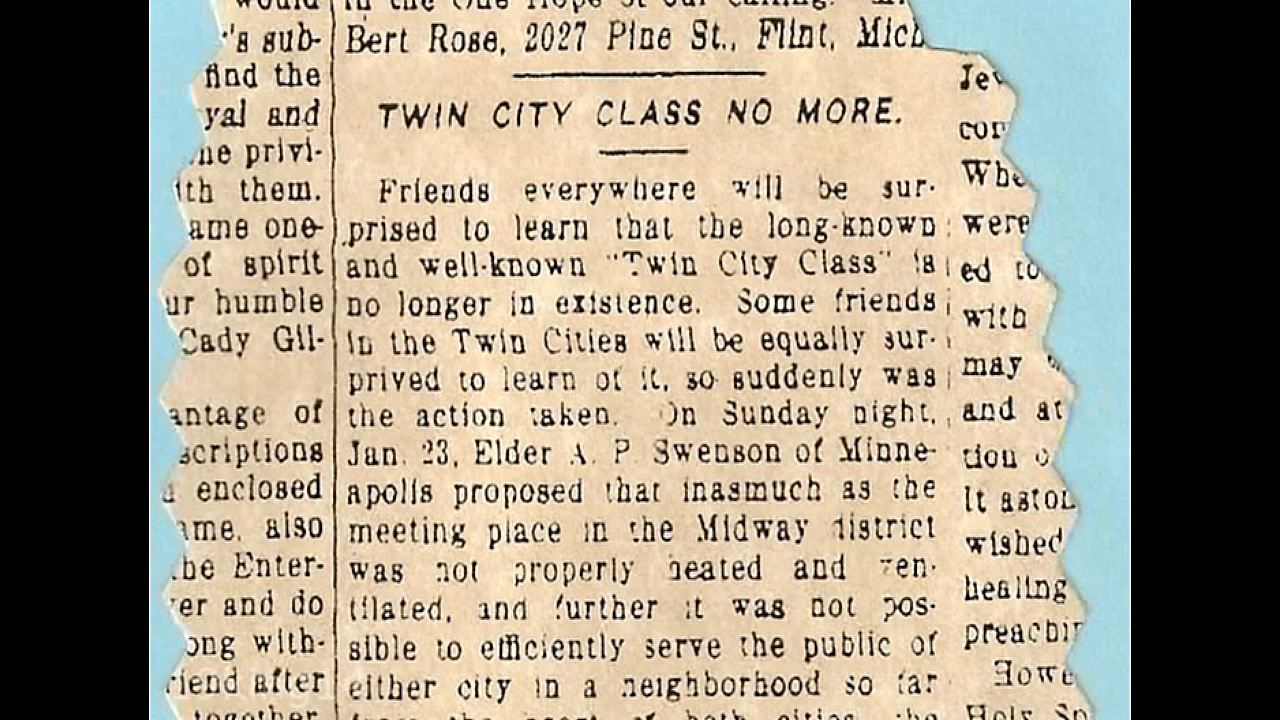 would
's sub-
find the
yal and
he privi-
ith them.
ame one-
of spirit
ur humble
Cady Gil-
antage of
scriptions
enclosed
ame, also
the Enter-
er and do
ong with-
riend after
together
in the One Hope of our calling.
Bert Rose, 2027 Pine St., Flint, Mich
TWIN CITY CLASS NO MORE.
Friends everywhere will be sur-
prised to learn that the long-known
and well-known "Twin City Class" is
no longer in existence. Some friends
in the Twin Cities will be equally sur-
prived to learn of it, so suddenly was
the action taken. On Sunday night,
Jan. 23, Elder A. P. Swenson of Minne-
apolis proposed that inasmuch as the
meeting place in the Midway district
was not properly heated and ven-
tilated, and further it was not pos-
sible to efficiently serve the public of
either city in a neighborhood so far
from the of both cities, the
Jew
con
Whe
were
ed to
with
may
and at
tion o
It aston
wished
healing
preachin
Howe
Holy Sp